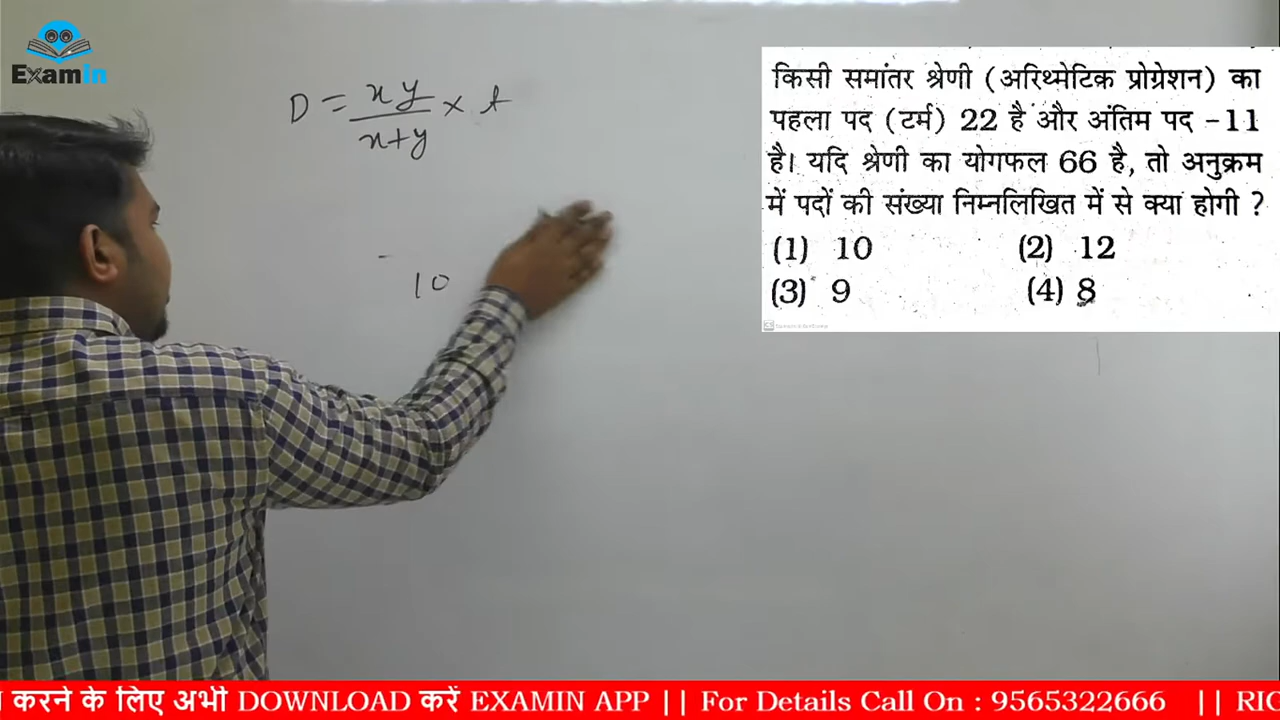 Examin
D = xy / x+y × t
10
किसी समांतर श्रेणी (अरिथ्मेटिक प्रोग्रेशन) का
पहला पद (टर्म) 22 है और अंतिम पद -11
है। यदि श्रेणी का योगफल 66 है, तो अनुक्रम
में पदों की संख्या निम्नलिखित में से क्या होगी ?
(1) 10 (2) 12
(3) 9 (4) 8
करने के लिए अभी DOWNLOAD करें EXAMIN APP || For Details Call On : 9565322666 || RIC